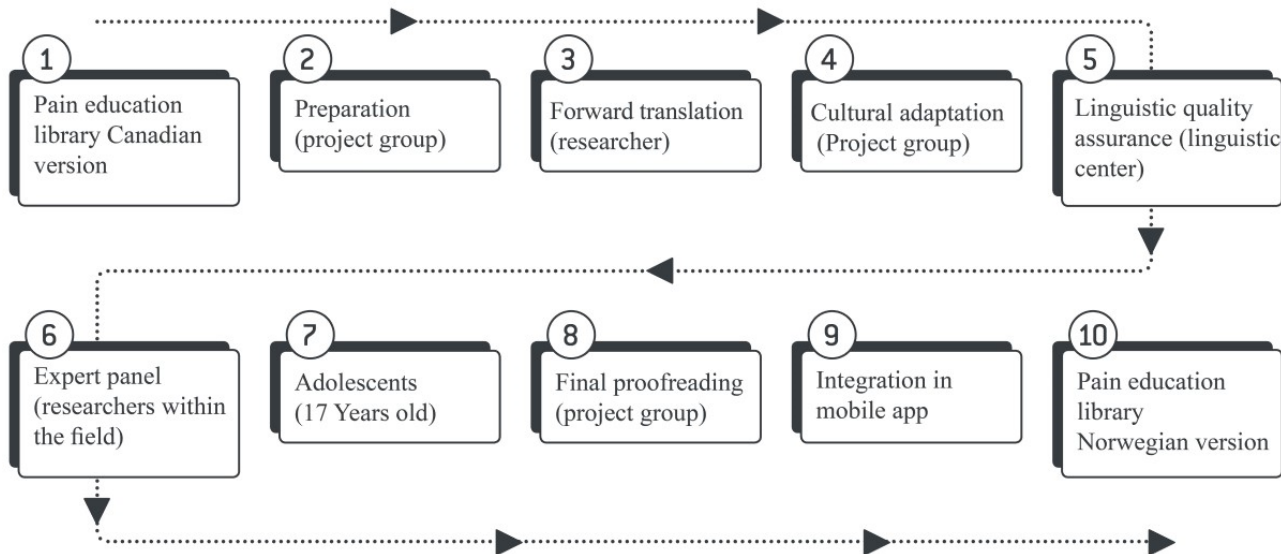 1
Pain education
library Canadian
version
2
Preparation
(project group)
3
Forward translation
(researcher)
4
Cultural adaptation
(Project group)
5
Linguistic quality
assurance (linguistic
center)
6
Expert panel
(researchers within
the field)
7
Adolescents
(17 Years old)
8
Final proofreading
(project group)
9
Integration in
mobile app
10
Pain education
library
Norwegian version